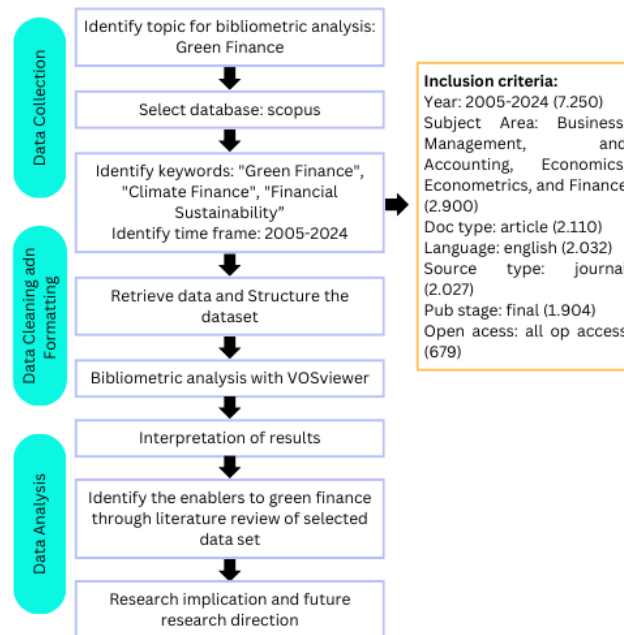 Data Collection
Identify topic for bibliometric analysis:
Green Finance
Select database: scopus
Identify keywords: "Green Finance",
"Climate Finance", "Financial
Sustainability”
Identify time frame: 2005-2024
Inclusion criteria:
Year: 2005-2024 (7.250)
Subject Area: Business,
Management, and
Accounting, Economics,
Econometrics, and Finance
(2.900)
Doc type: article (2.110)
Language: english (2.032)
Source type: journal
(2.027)
Pub stage: final (1.904)
Open acess: all op access
(679)
Data Cleaning adn
Formatting
Retrieve data and Structure the
dataset
Bibliometric analysis with VOSviewer
Data Analysis
Interpretation of results
Identify the enablers to green finance
through literature review of selected
data set
Research implication and future
research direction